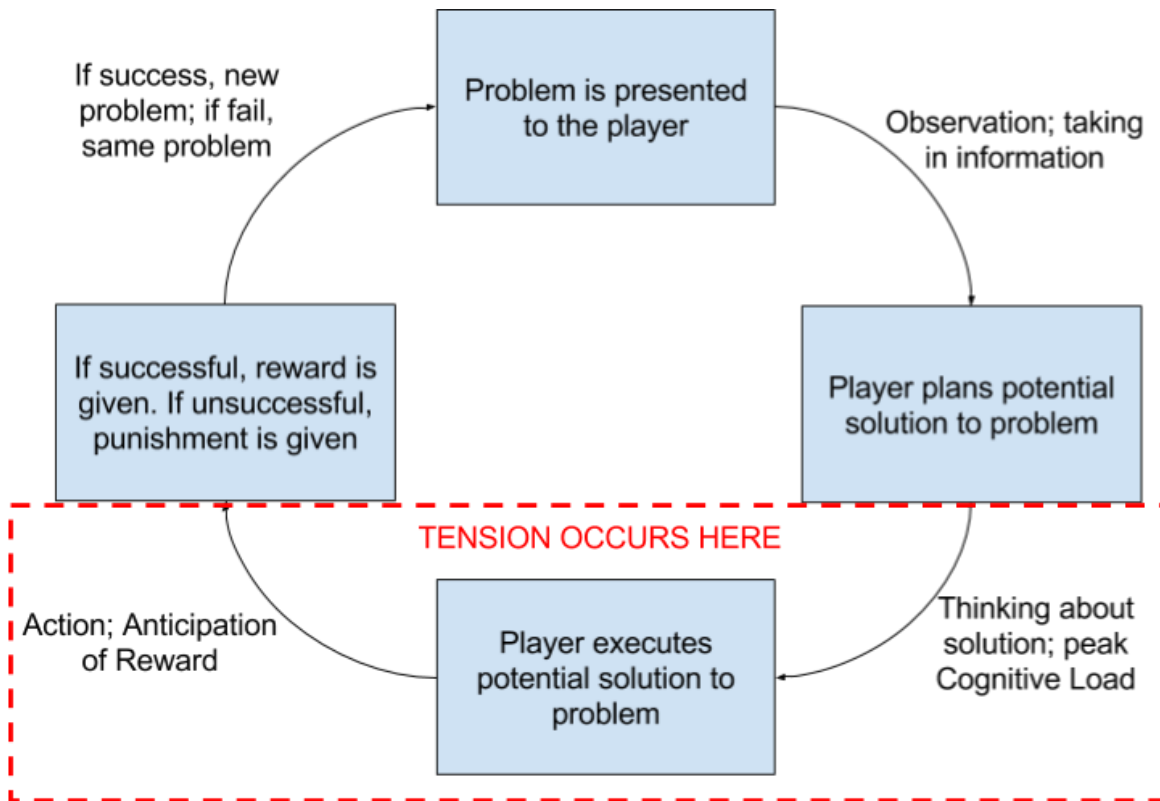 If success, new
problem; if fail,
same problem
Problem is presented
to the player
Observation; taking
in information
If successful, reward is
given. If unsuccessful,
punishment is given
Player plans potential
solution to problem
TENSION OCCURS HERE
Action; Anticipation
of Reward
Player executes
potential solution to
problem
Thinking about
solution; peak
Cognitive Load